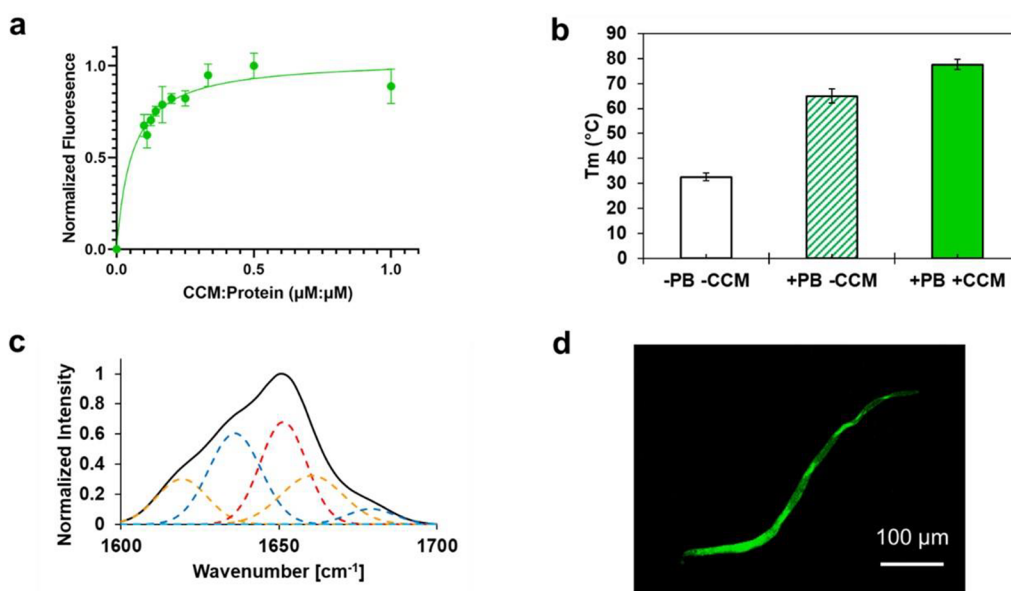 a
Normalized Fluorescence
1.0
0.5
0.0
0.0 0.5 1.0
CCM:Protein (µM:µM)
b
Tm (°C)
90
80
70
60
50
40
30
20
10
0
-PB -CCM +PB -CCM +PB +CCM
c
Normalized Intensity
1
0.8
0.6
0.4
0.2
0
1600 1650 1700
Wavenumber [cm-1]
d
100 µm